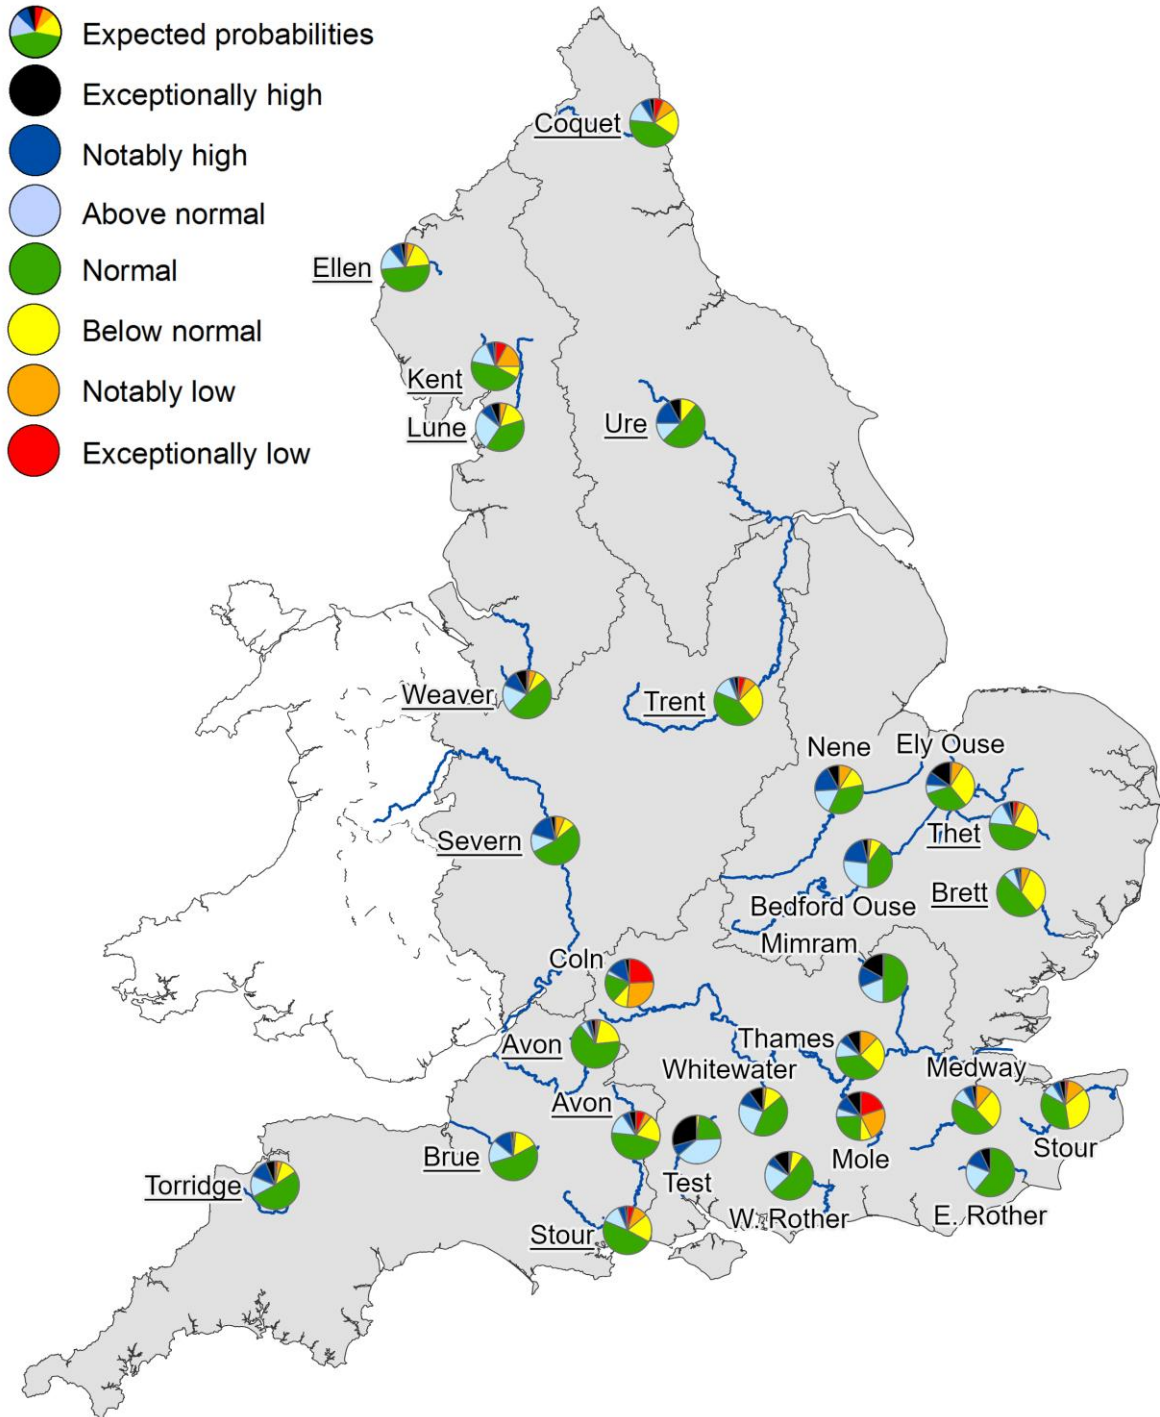 Expected probabilities
Exceptionally high
Notably high
Above normal
Normal
Below normal
Notably low
Exceptionally low
Coquet
Ellen
Kent
Lune
Ure
Weaver
Trent
Nene
Ely Ouse
Severn
Thet
Bedford Ouse
Brett
Mimram
Coln
Thames
Avon
Whitewater
Medway
Avon
Brue
Test
Mole
Stour
Torridge
W. Rother
E. Rother
Stour